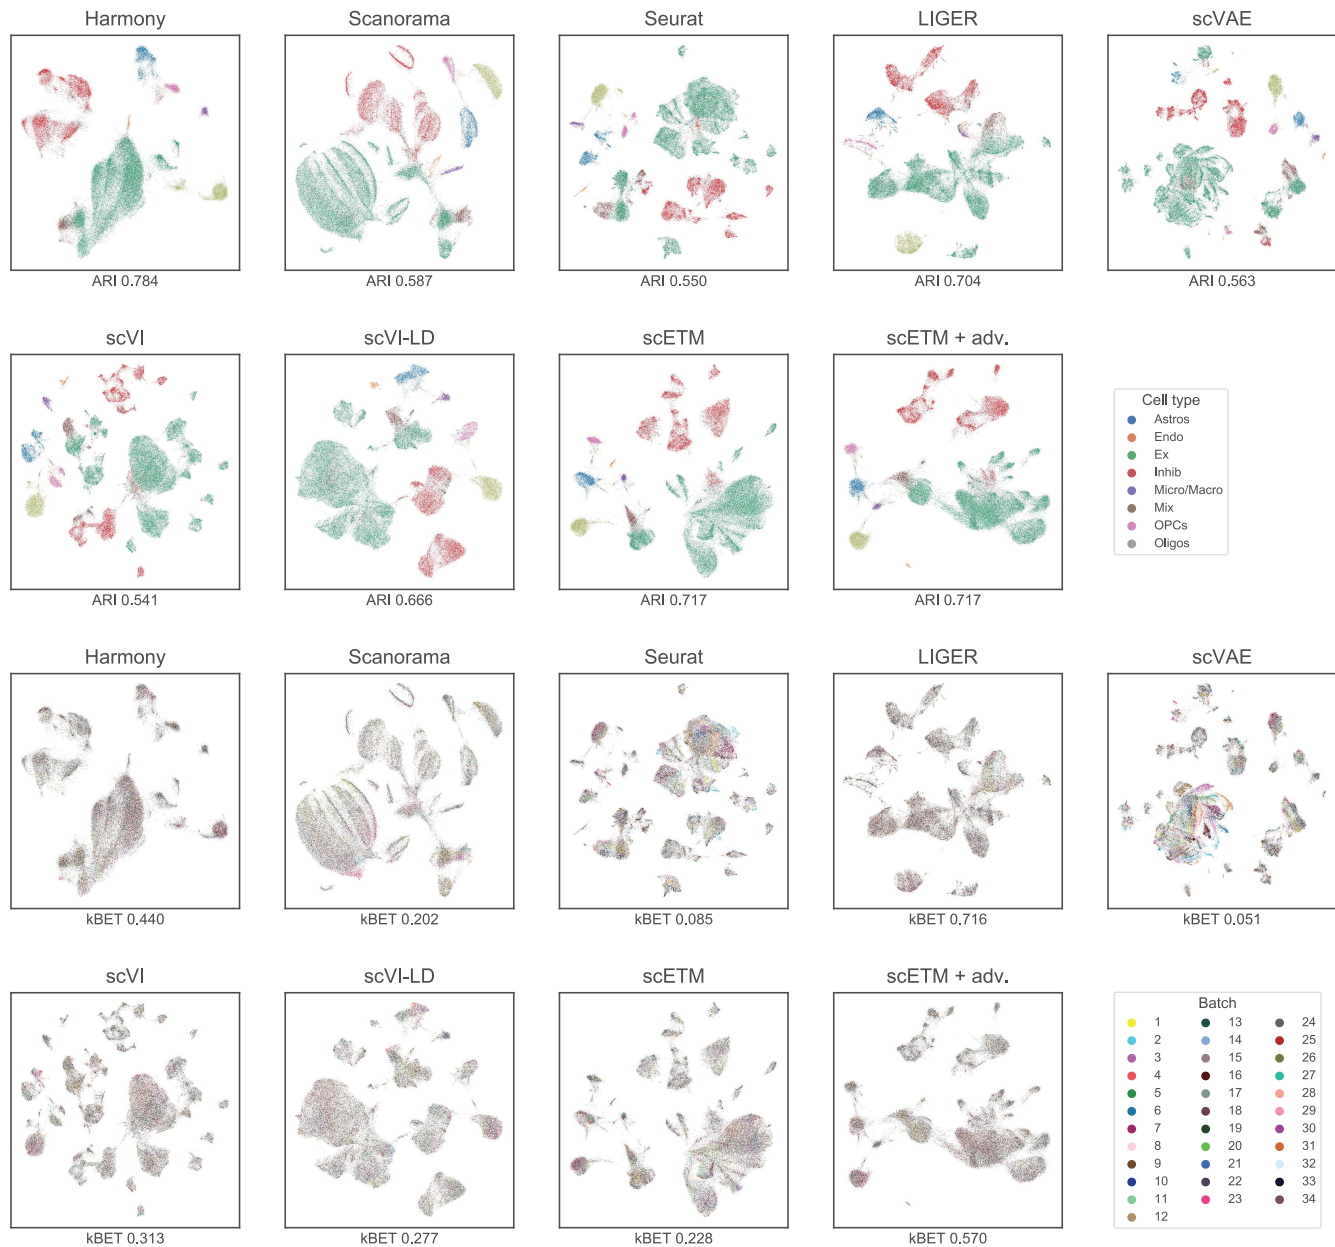 Harmony
Scanorama
Seurat
LIGER
scVAE
ARI 0.784
ARI 0.587
ARI 0.550
ARI 0.704
ARI 0.563
scVI
scVI-LD
scETM
scETM + adv.
ARI 0.541
ARI 0.666
ARI 0.717
ARI 0.717
Cell type
Astros
Endo
Ex
Inhib
Micro/Macro
Mix
OPCs
Oligos
Harmony
Scanorama
Seurat
LIGER
scVAE
kBET 0.440
kBET 0.202
kBET 0.085
kBET 0.716
kBET 0.051
scVI
scVI-LD
scETM
scETM + adv.
kBET 0.313
kBET 0.277
kBET 0.228
kBET 0.570
Batch
1 13 24
2 14 25
3 15 26
4 16 27
5 17 28
6 18 29
7 19 30
8 20 31
9 21 32
10 22 33
11 23 34
12